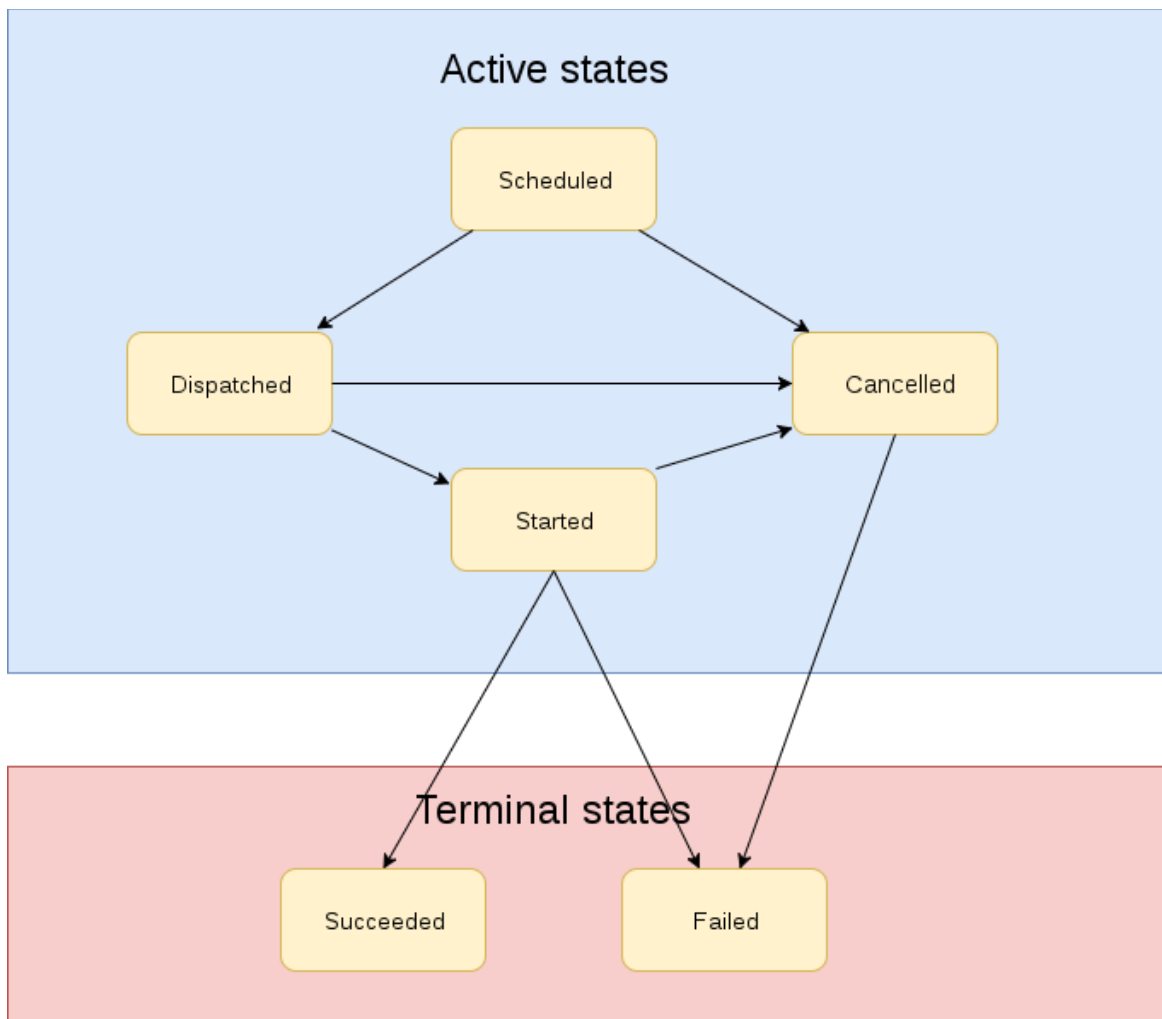 Active states
Scheduled
Dispatched
Cancelled
Started
Terminal states
Succeeded
Failed